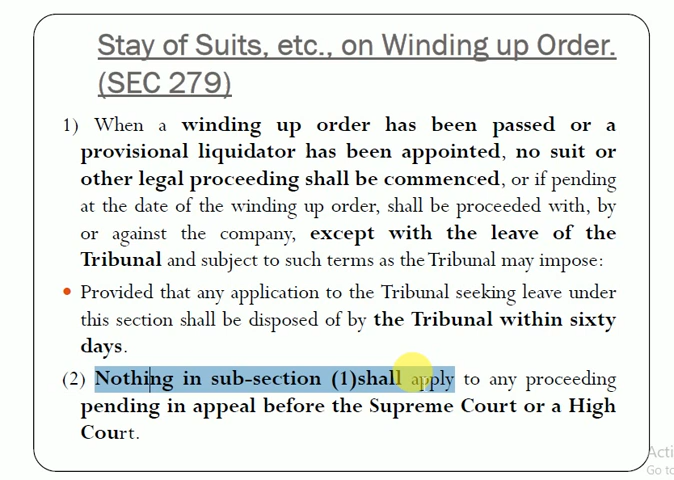 Stay of Suits, etc., on Winding up Order.
(SEC 279)
1) When a winding up order has been passed or a
provisional liquidator has been appointed, no suit or
other legal proceeding shall be commenced, or if pending
at the date of the winding up order, shall be proceeded with, by
or against the company, except with the leave of the
Tribunal and subject to such terms as the Tribunal may impose:
• Provided that any application to the Tribunal seeking leave under
this section shall be disposed of by the Tribunal within sixty
days.
(2) Nothing in sub-section (1)shall apply to any proceeding
pending in appeal before the Supreme Court or a High
Court.
Acti
Go to